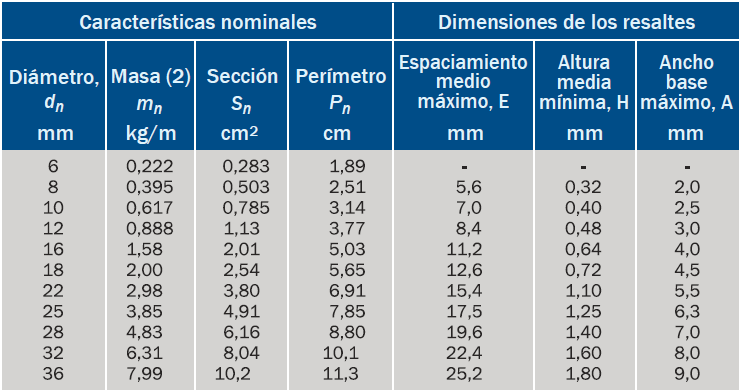 Características nominales Dimensiones de los resaltes
Diámetro, dn mm Masa (2) mn kg/m Sección Sn cm² Perímetro Pn cm Espaciamiento medio máximo, E mm Altura media mínima, H mm Ancho base máximo, A mm
6 0,222 0,283 1,89 - - -
8 0,395 0,503 2,51 5,6 0,32 2,0
10 0,617 0,785 3,14 7,0 0,40 2,5
12 0,888 1,13 3,77 8,4 0,48 3,0
16 1,58 2,01 5,03 11,2 0,64 4,0
18 2,00 2,54 5,65 12,6 0,72 4,5
22 2,98 3,80 6,91 15,4 1,10 5,5
25 3,85 4,91 7,85 17,5 1,25 6,3
28 4,83 6,16 8,80 19,6 1,40 7,0
32 6,31 8,04 10,1 22,4 1,60 8,0
36 7,99 10,2 11,3 25,2 1,80 9,0